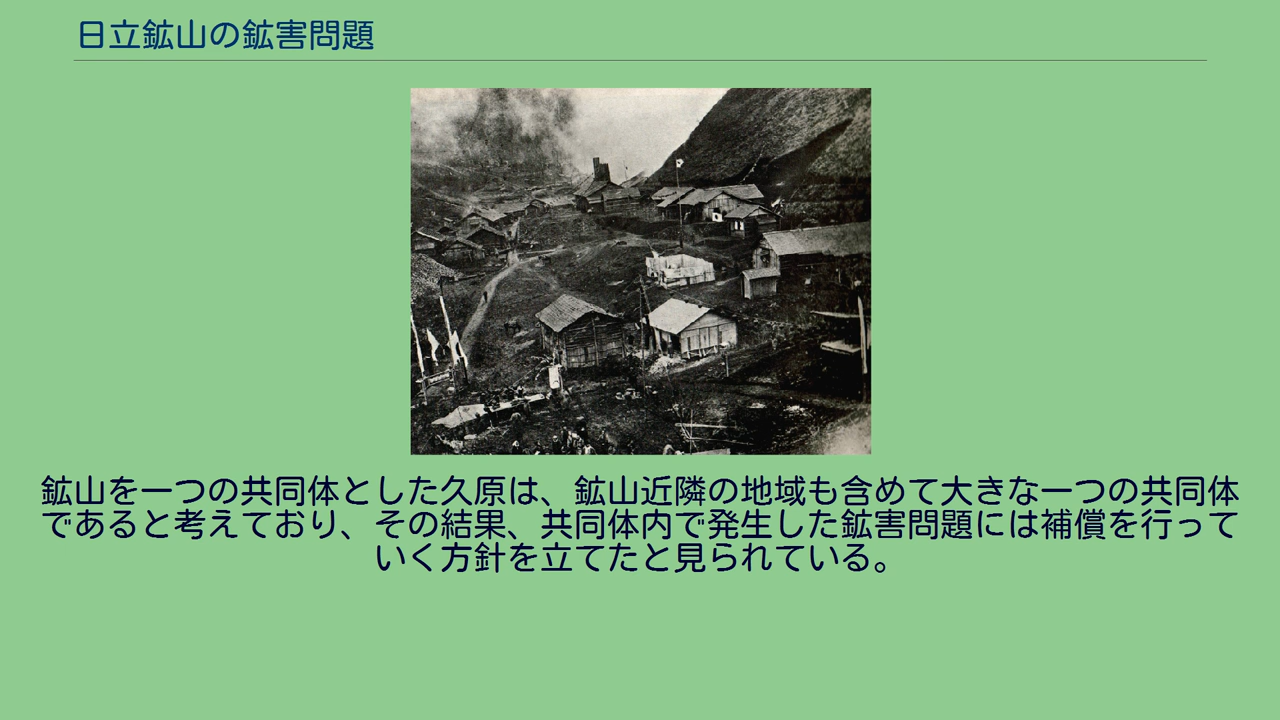 日立鉱山の鉱害問題
鉱山を一つの共同体とした久原は、鉱山近隣の地域も含めて大きな一つの共同体
であると考えており、その結果、共同体内で発生した鉱害問題には補償を行って
いく方針を立てたと見られている。